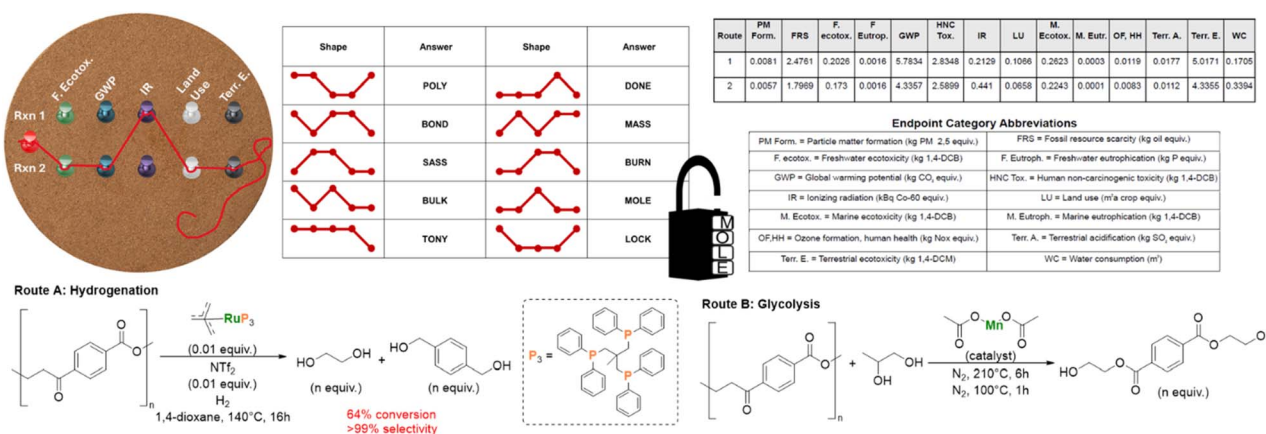 F. Ecotox.
GWP
IR
Land
Use
Terr. E.
Rxn 1
Rxn 2
Shape Answer Shape Answer
POLY DONE
BOND MASS
SASS BURN
BULK MOLE
TONY LOCK
M
O
L
E
Route PM Form. FRS F. ecotox. F Eutrop. GWP HNC Tox. IR LU M. Ecotox. M. Eutr. OF, HH Terr. A. Terr. E. WC
1 0.0081 2.4761 0.2026 0.0016 5.7834 2.8348 0.2129 0.1066 0.2623 0.0003 0.0119 0.0177 5.0171 0.1705
2 0.0057 1.7969 0.173 0.0016 4.3357 2.5899 0.441 0.0658 0.2243 0.0001 0.0083 0.0112 4.3355 0.3394
Endpoint Category Abbreviations
PM Form. = Particle matter formation (kg PM 2,5 equiv.) FRS = Fossil resource scarcity (kg oil equiv.)
F. ecotox. = Freshwater ecotoxicity (kg 1,4-DCB) F. Eutroph. = Freshwater eutrophication (kg P equiv.)
GWP = Global warming potential (kg CO₂ equiv.) HNC Tox. = Human non-carcinogenic toxicity (kg 1,4-DCB)
IR = Ionizing radiation (kBq Co-60 equiv.) LU = Land use (m²a crop equiv.)
M. Ecotox. = Marine ecotoxicity (kg 1,4-DCB) M. Eutroph. = Marine eutrophication (kg 1,4-DCB)
OF,HH = Ozone formation, human health (kg Nox equiv.) Terr. A. = Terrestrial acidification (kg SO₂ equiv.)
Terr. E. = Terrestrial ecotoxicity (kg 1,4-DCM) WC = Water consumption (m³)
Route A: Hydrogenation
O
O
O
n
RuP₃
(0.01 equiv.)
NTf₂
(0.01 equiv.)
H₂
1,4-dioxane, 140°C, 16h
HO
OH
(n equiv.)
+
HO
OH
(n equiv.)
64% conversion
>99% selectivity
P₃ =
P
P
P
Route B: Glycolysis
O
O
O
n
+
OH
OH
O
O
Mn
O
O
(catalyst)
N₂, 210°C, 6h
N₂, 100°C, 1h
HO
O
O
O
O
(n equiv.)